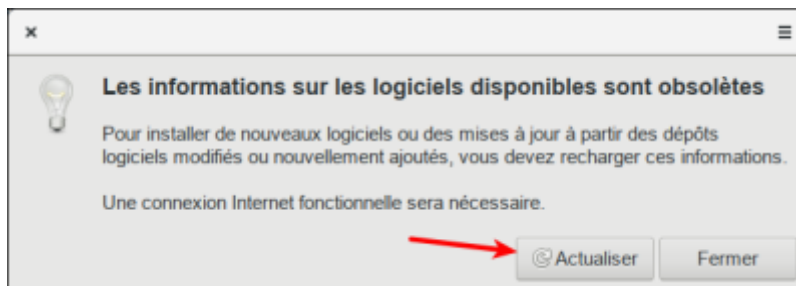 Les informations sur les logiciels disponibles sont obsolètes
Pour installer de nouveaux logiciels ou des mises à jour à partir des dépôts
logiciels modifiés ou nouvellement ajoutés, vous devez recharger ces informations.
Une connexion Internet fonctionnelle sera nécessaire.
Actualiser
Fermer